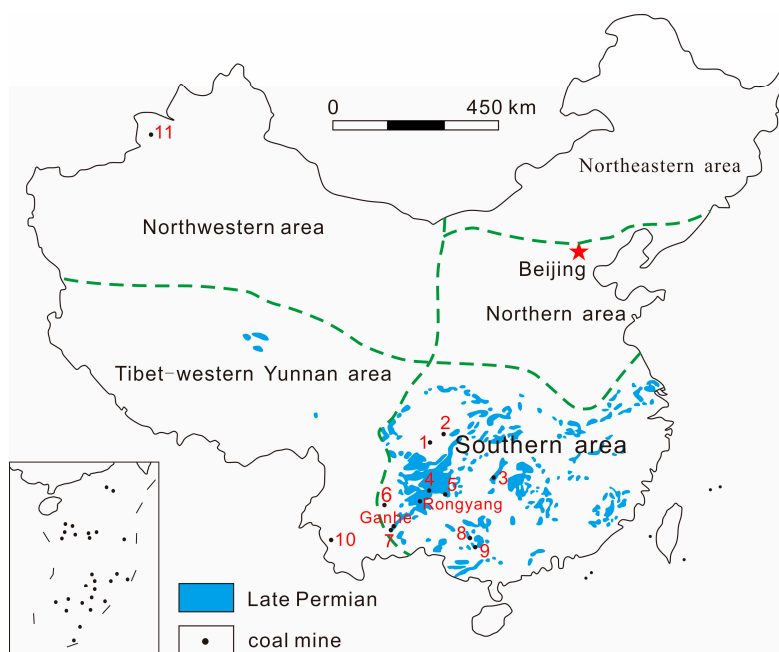 0 450 km
11
Northeastern area
Northwestern area
Beijing
Northern area
Tibet-western Yunnan area
2
1
Southern area
3
4
5
6
Rongyang
Ganhe
7
8
9
10
Late Permian
coal mine